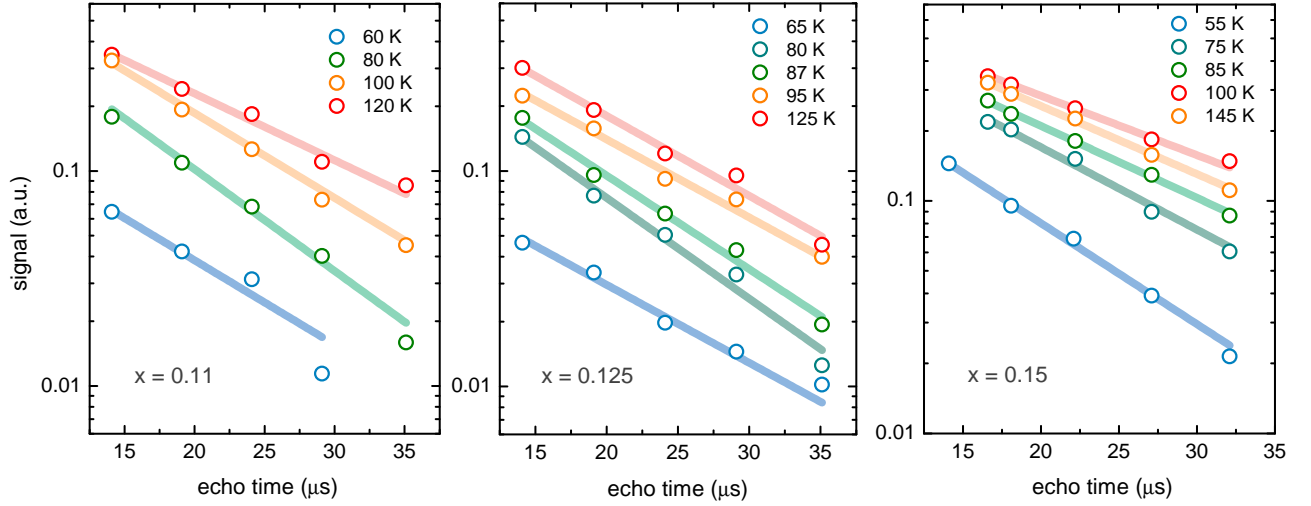 60 K
80 K
100 K
120 K
0.1
0.01
signal (a.u.)
x = 0.11
15 20 25 30 35
echo time (μs)
65 K
80 K
87 K
95 K
125 K
0.1
0.01
x = 0.125
15 20 25 30 35
echo time (μs)
55 K
75 K
85 K
100 K
145 K
0.1
0.01
x = 0.15
15 20 25 30 35
echo time (μs)